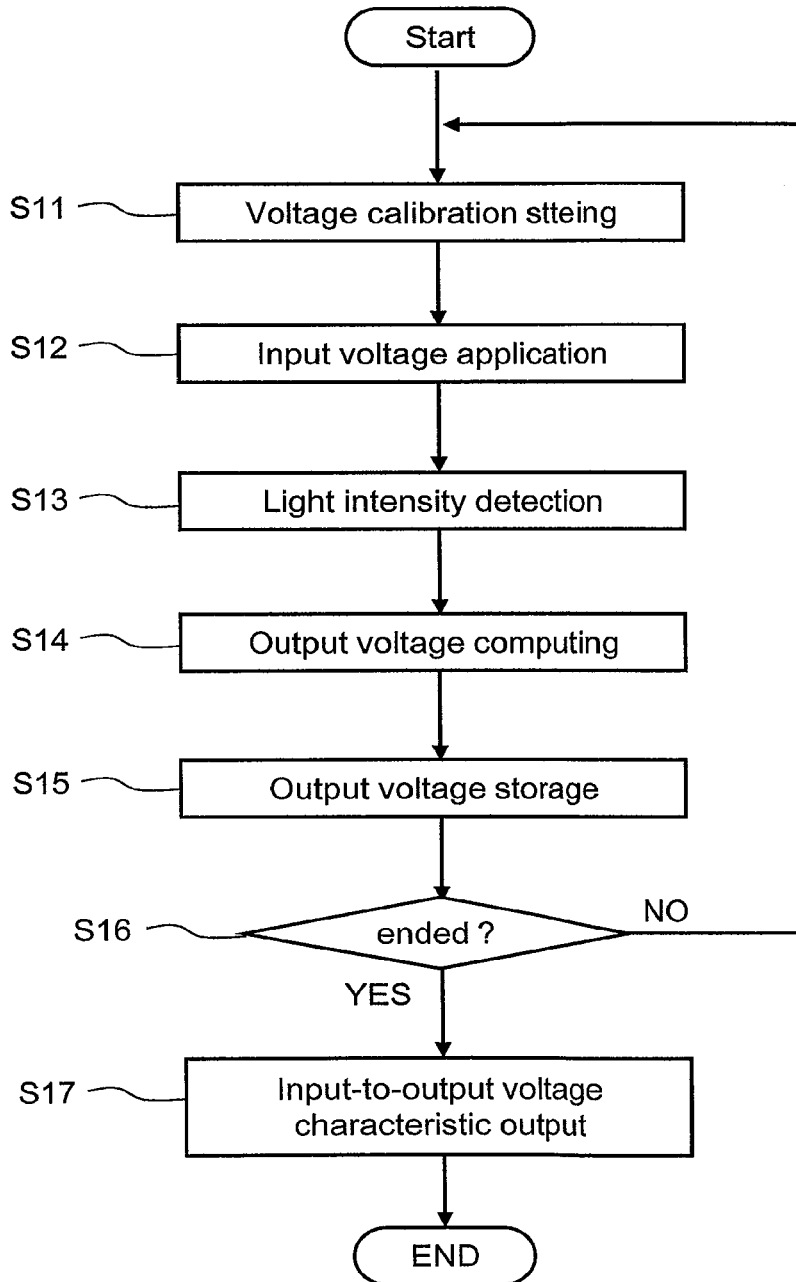 Start
S11
Voltage calibration stteing
S12
Input voltage application
S13
Light intensity detection
S14
Output voltage computing
S15
Output voltage storage
S16
ended ?
NO
YES
S17
Input-to-output voltage
characteristic output
END